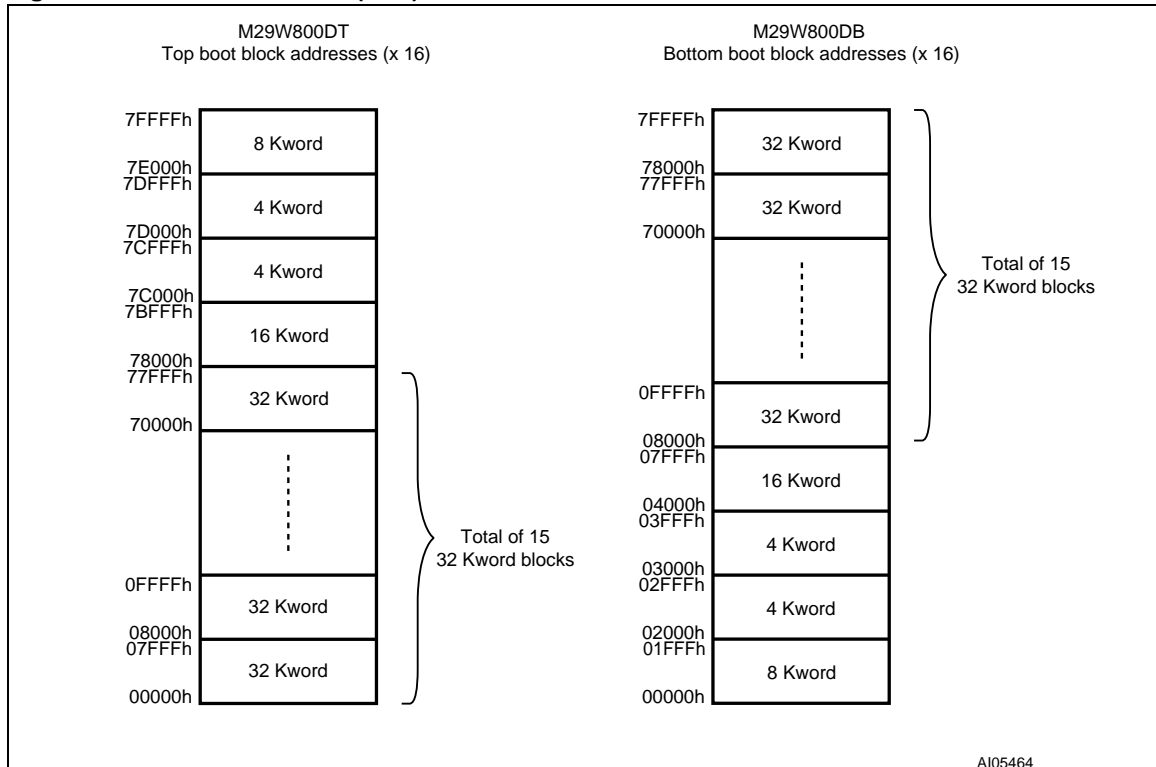 M29W800DT
Top boot block addresses (x 16)
7FFFFh
8 Kword
7E000h
7DFFFh
4 Kword
7D000h
7CFFFh
4 Kword
7C000h
7BFFFh
16 Kword
78000h
77FFFh
32 Kword
70000h
Total of 15
32 Kword blocks
0FFFFh
32 Kword
08000h
07FFFh
32 Kword
00000h
M29W800DB
Bottom boot block addresses (x 16)
7FFFFh
32 Kword
78000h
77FFFh
32 Kword
70000h
Total of 15
32 Kword blocks
0FFFFh
32 Kword
08000h
07FFFh
16 Kword
04000h
03FFFh
4 Kword
03000h
02FFFh
4 Kword
02000h
01FFFh
8 Kword
00000h
AI05464